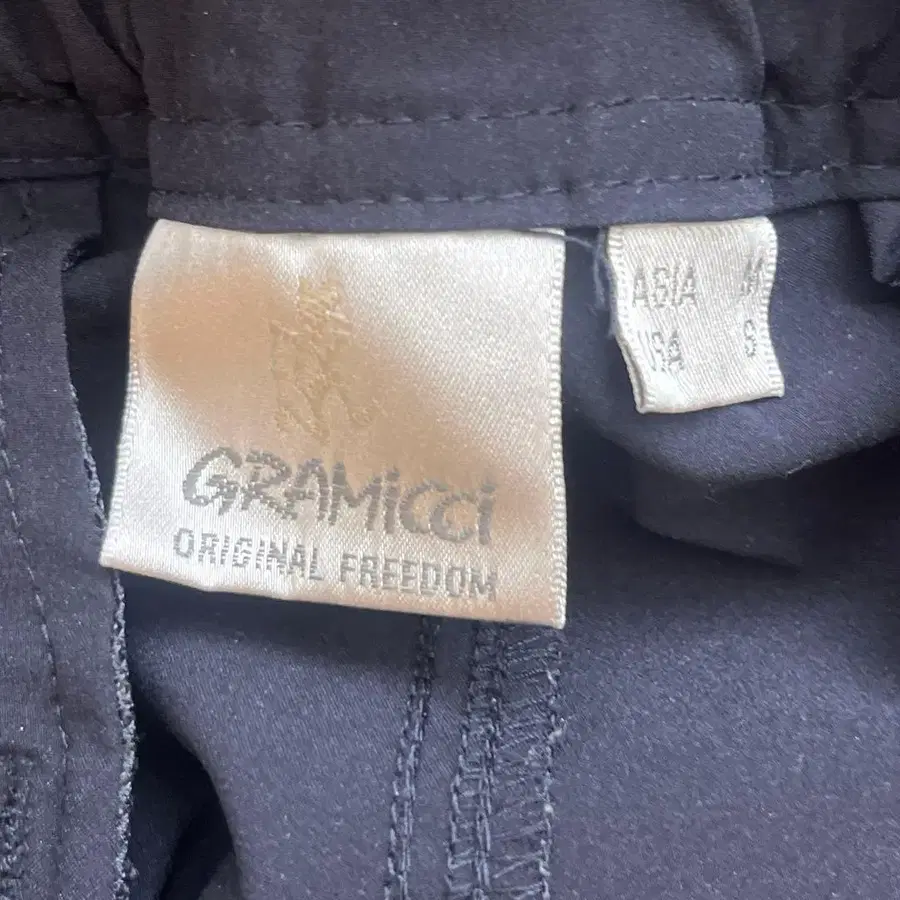 GRAMiCCi
ORIGINAL FREEDOM
ASIA M
USA S